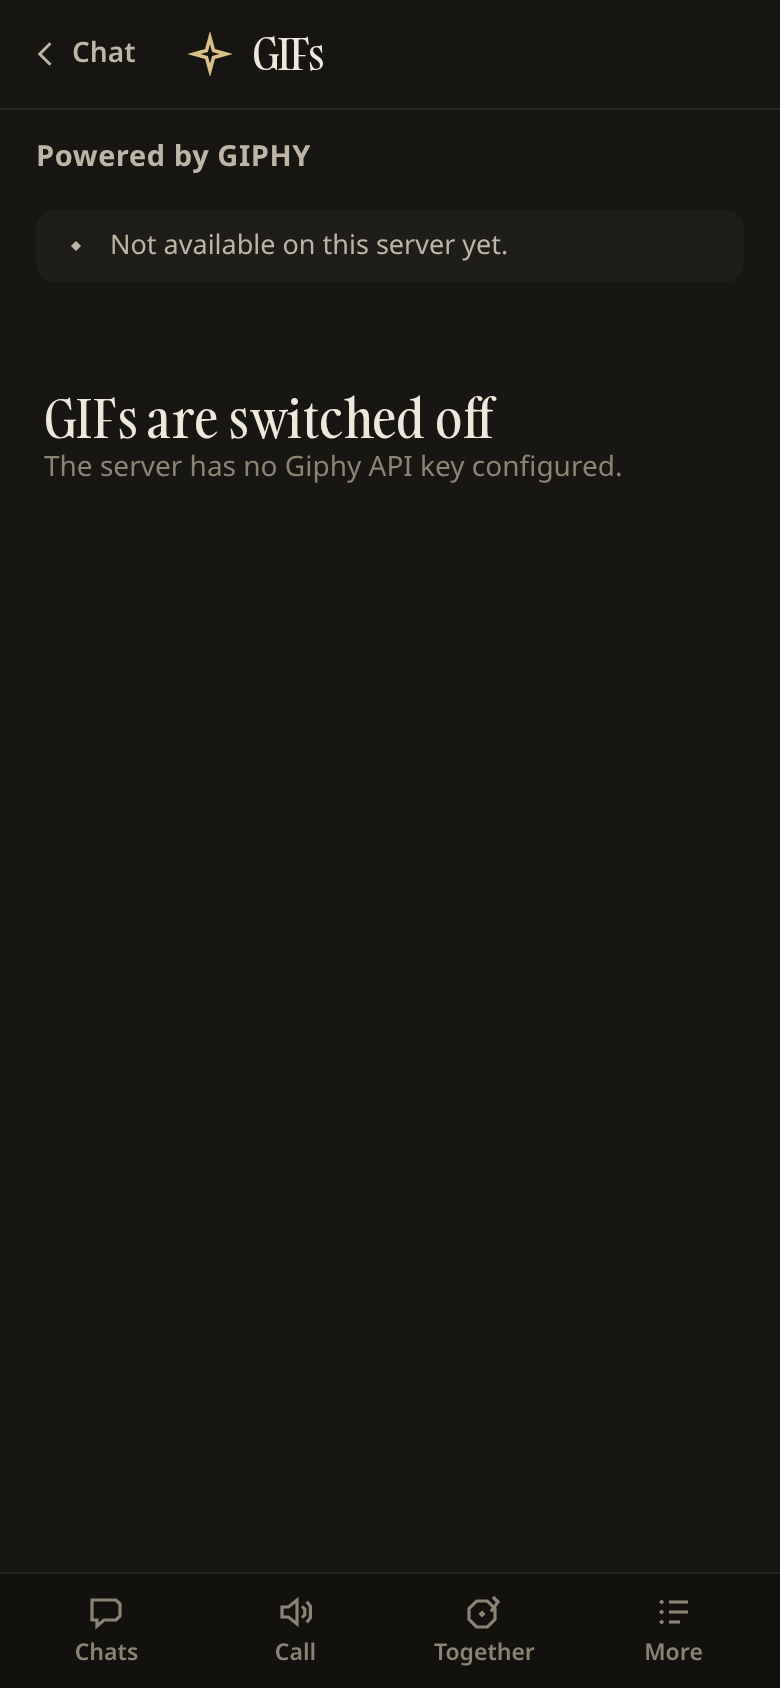 Chat
GIFs
Powered by GIPHY
Not available on this server yet.
GIFs are switched off
The server has no Giphy API key configured.
Chats
Call
Together
More